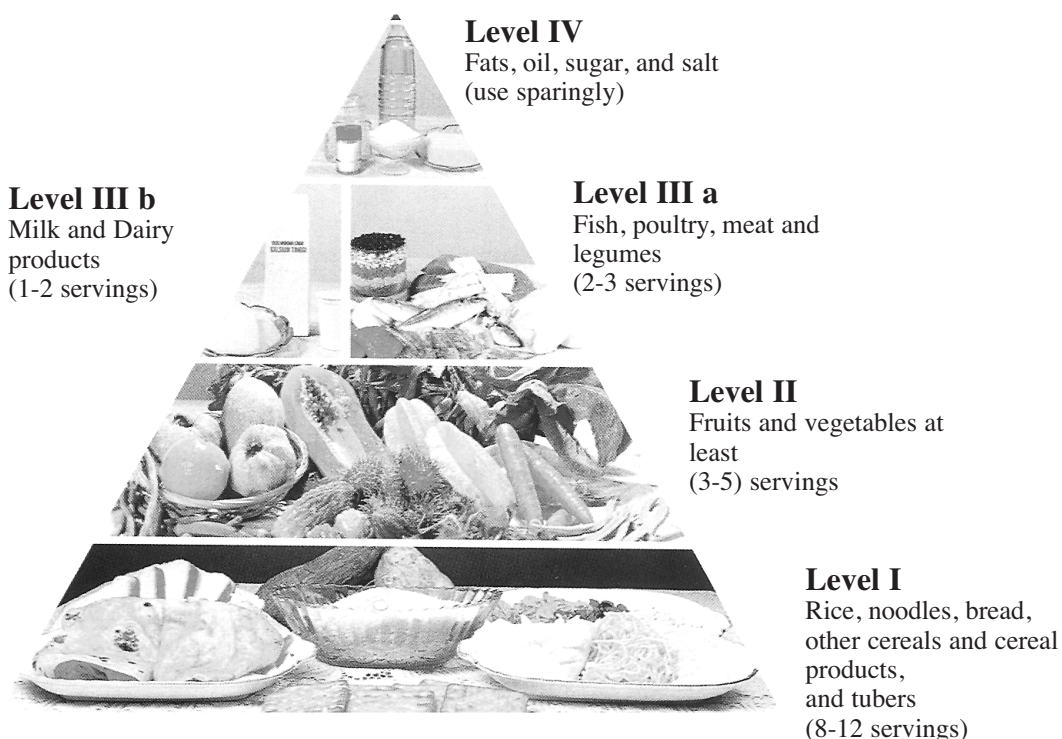 Level IV
Fats, oil, sugar, and salt
(use sparingly)
Level III b
Milk and Dairy
products
(1-2 servings)
Level III a
Fish, poultry, meat and
legumes
(2-3 servings)
Level II
Fruits and vegetables at
least
(3-5) servings
Level I
Rice, noodles, bread,
other cereals and cereal
products,
and tubers
(8-12 servings)